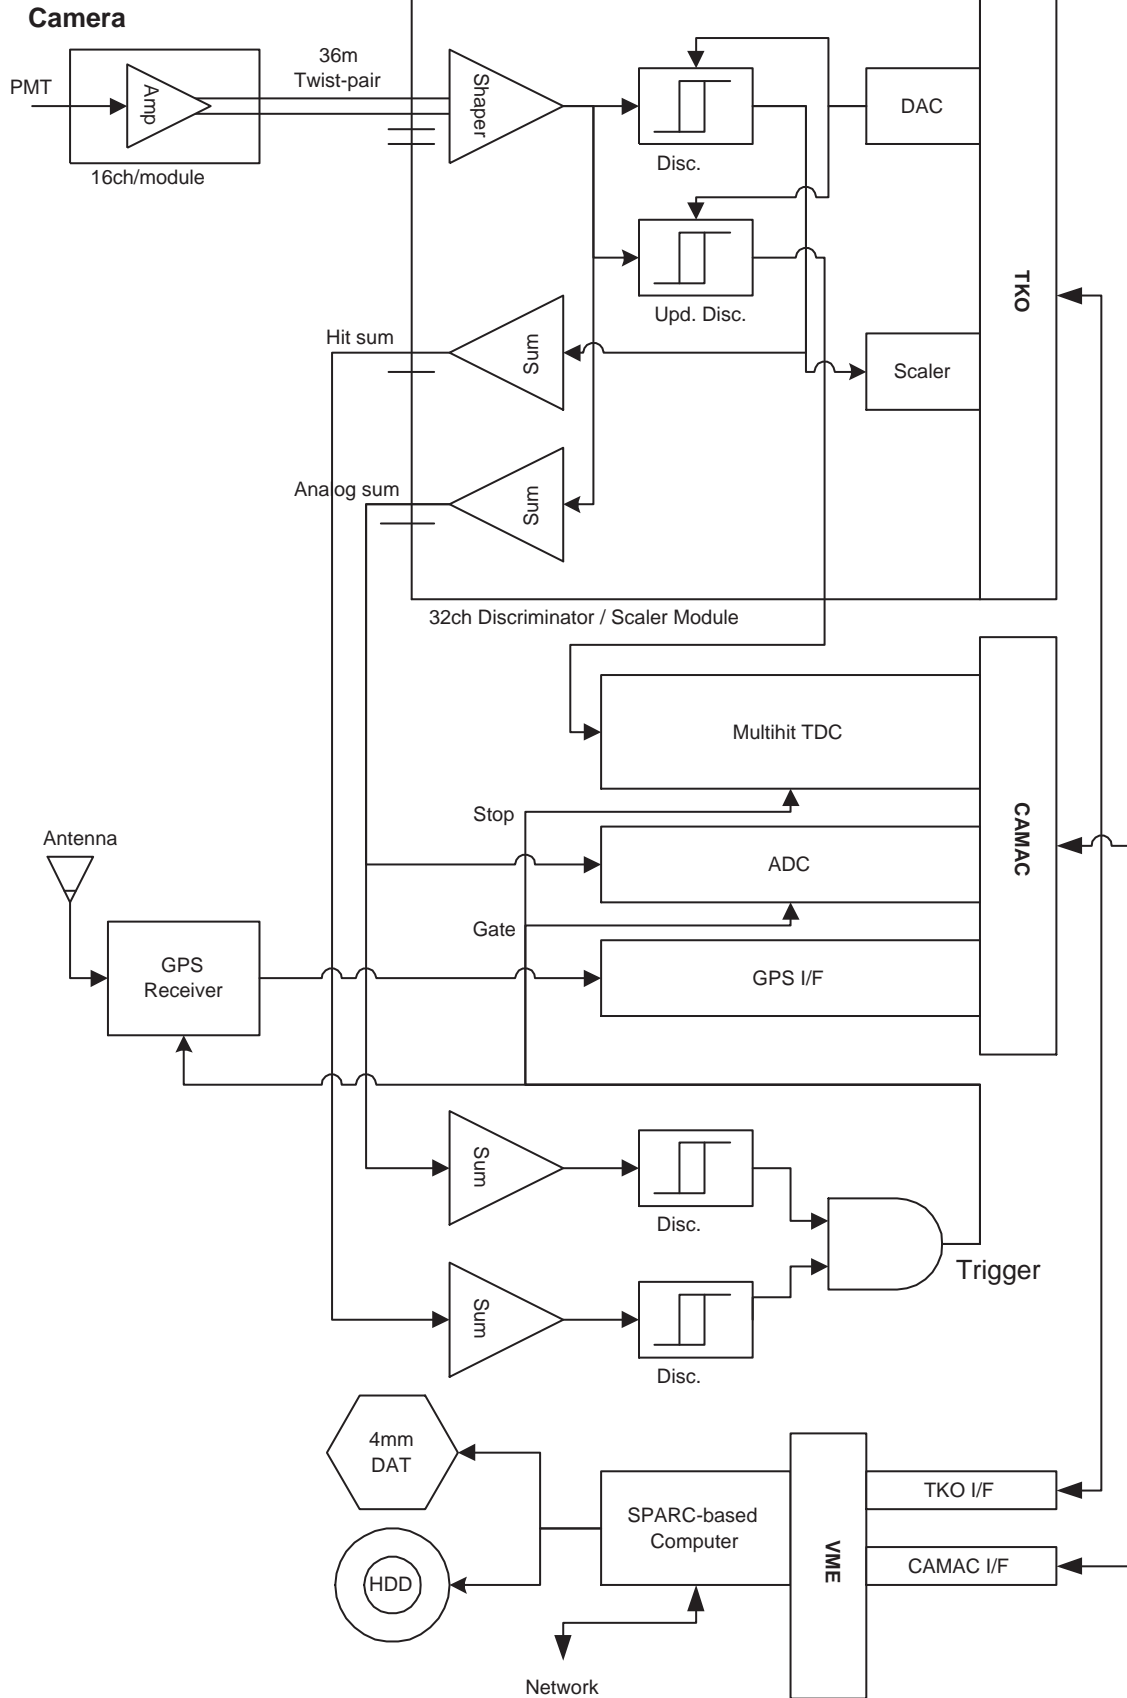 Camera
PMT
Amp
16ch/module
36m
Twist-pair
Shaper
Disc.
DAC
Upd. Disc.
TKO
Hit sum
Sum
Scaler
Analog sum
Sum
32ch Discriminator / Scaler Module
Multihit TDC
Stop
CAMAC
Antenna
ADC
Gate
GPS
Receiver
GPS I/F
Sum
Disc.
Trigger
Sum
Disc.
4mm
DAT
SPARC-based
Computer
VME
TKO I/F
CAMAC I/F
HDD
Network